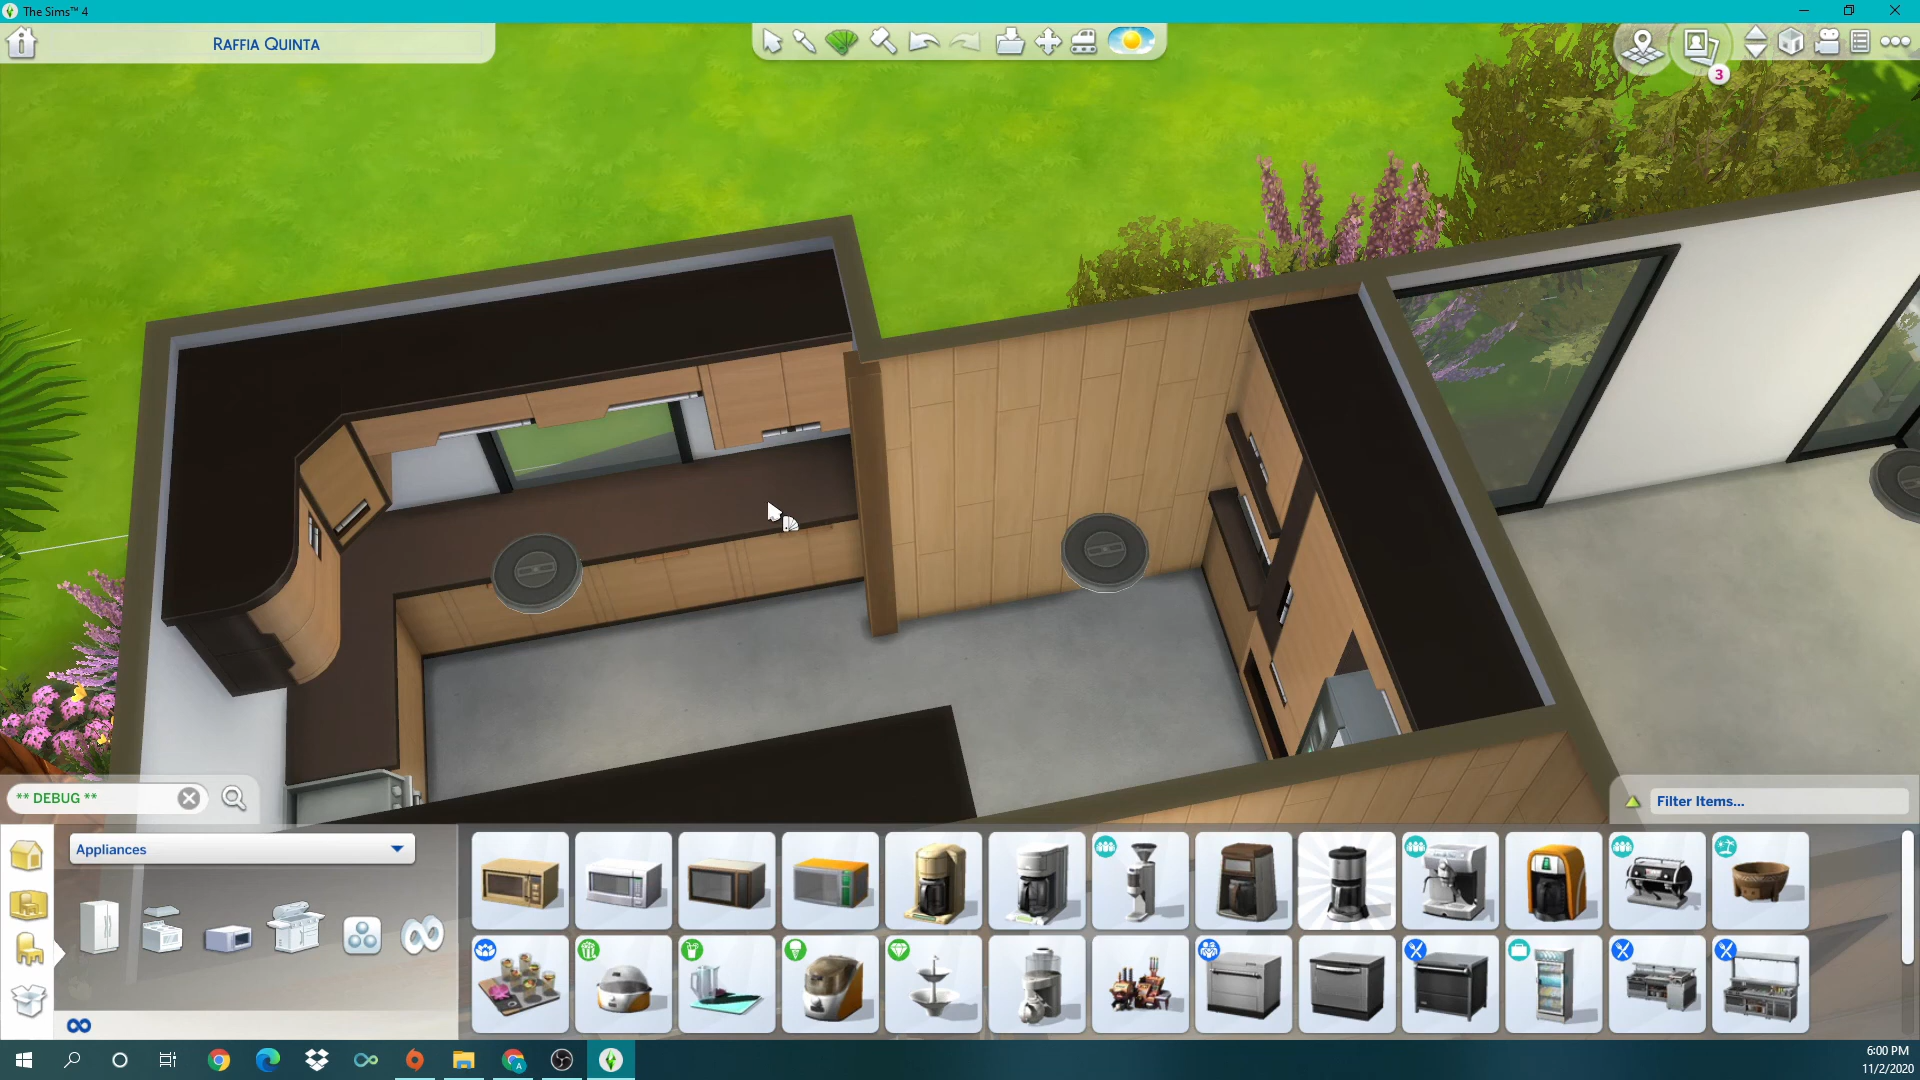 The Sims™ 4
RAFFIA QUINTA
3
** DEBUG **
Filter Items...
Appliances
6:00 PM
11/2/2020